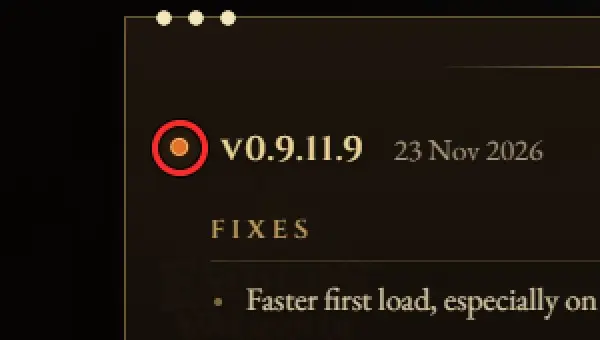 v0.9.11.9 23 Nov 2026
FIXES
• Faster first load, especially on